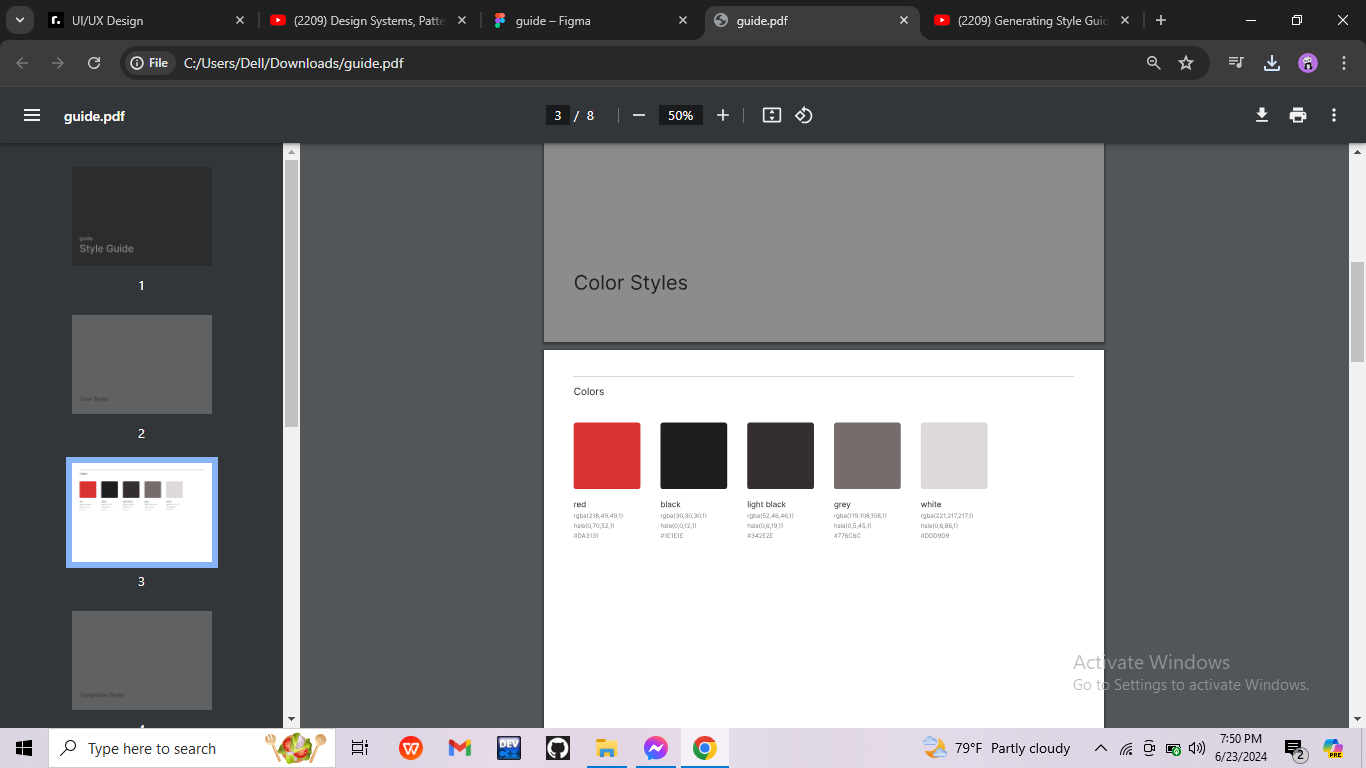 UI/UX Design
(2209) Design Systems, Patte
guide – Figma
guide.pdf
(2209) Generating Style Guid
File
C:/Users/Dell/Downloads/guide.pdf
guide.pdf
3 / 8
50%
guide
Style Guide
1
Color Styles
2
Colors
3
Typography Styles
Color Styles
Colors
red
rgba(218,49,49,1)
hsla(0,70,52,1)
#DA3131
black
rgba(30,30,30,1)
hsla(0,0,12,1)
#1E1E1E
light black
rgba(52,46,46,1)
hsla(0,6,19,1)
#342E2E
grey
rgba(119,108,108,1)
hsla(0,5,45,1)
#776C6C
white
rgba(221,217,217,1)
hsla(0,6,86,1)
#DDD9D9
Activate Windows
Go to Settings to activate Windows.
Type here to search
DEV
C++
79°F Partly cloudy
7:50 PM
6/23/2024
2
PRE